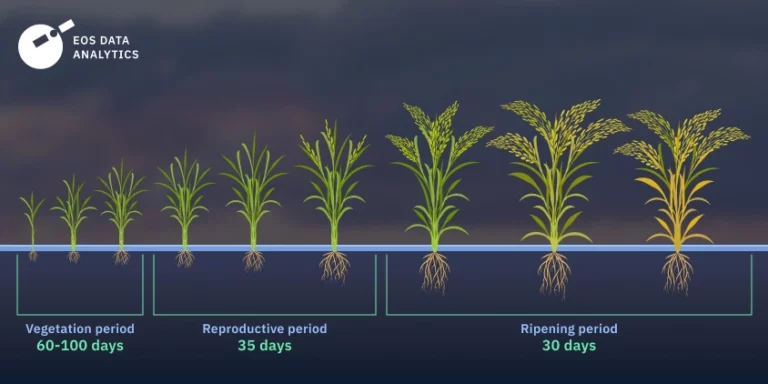 EOS DATA
ANALYTICS
Vegetation period
60-100 days
Reproductive period
35 days
Ripening period
30 days